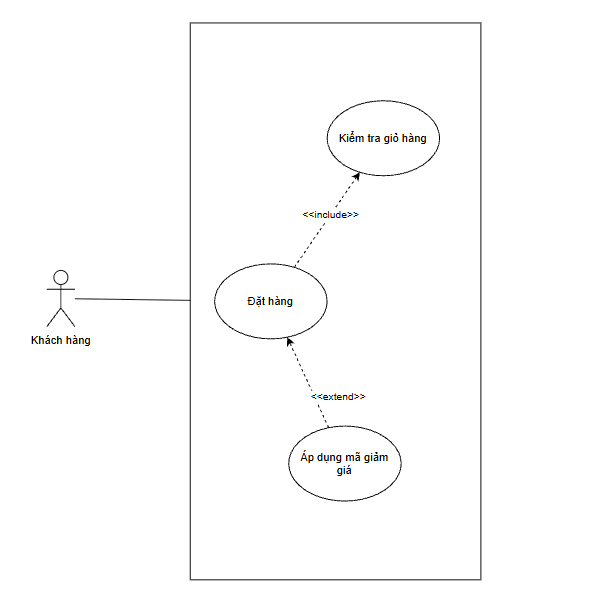 Kiểm tra giỏ hàng
<<include>>
Đặt hàng
Khách hàng
<<extend>>
Áp dụng mã giảm
giá